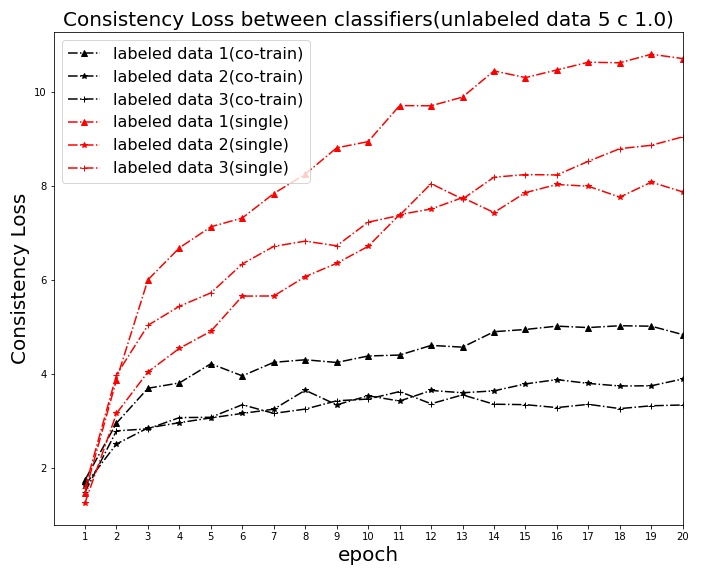 Consistency Loss between classifiers(unlabeled data 5 c 1.0)
labeled data 1(co-train)
labeled data 2(co-train)
labeled data 3(co-train)
labeled data 1(single)
labeled data 2(single)
labeled data 3(single)
Consistency Loss
10
8
6
4
2
1 2 3 4 5 6 7 8 9 10 11 12 13 14 15 16 17 18 19 20
epoch